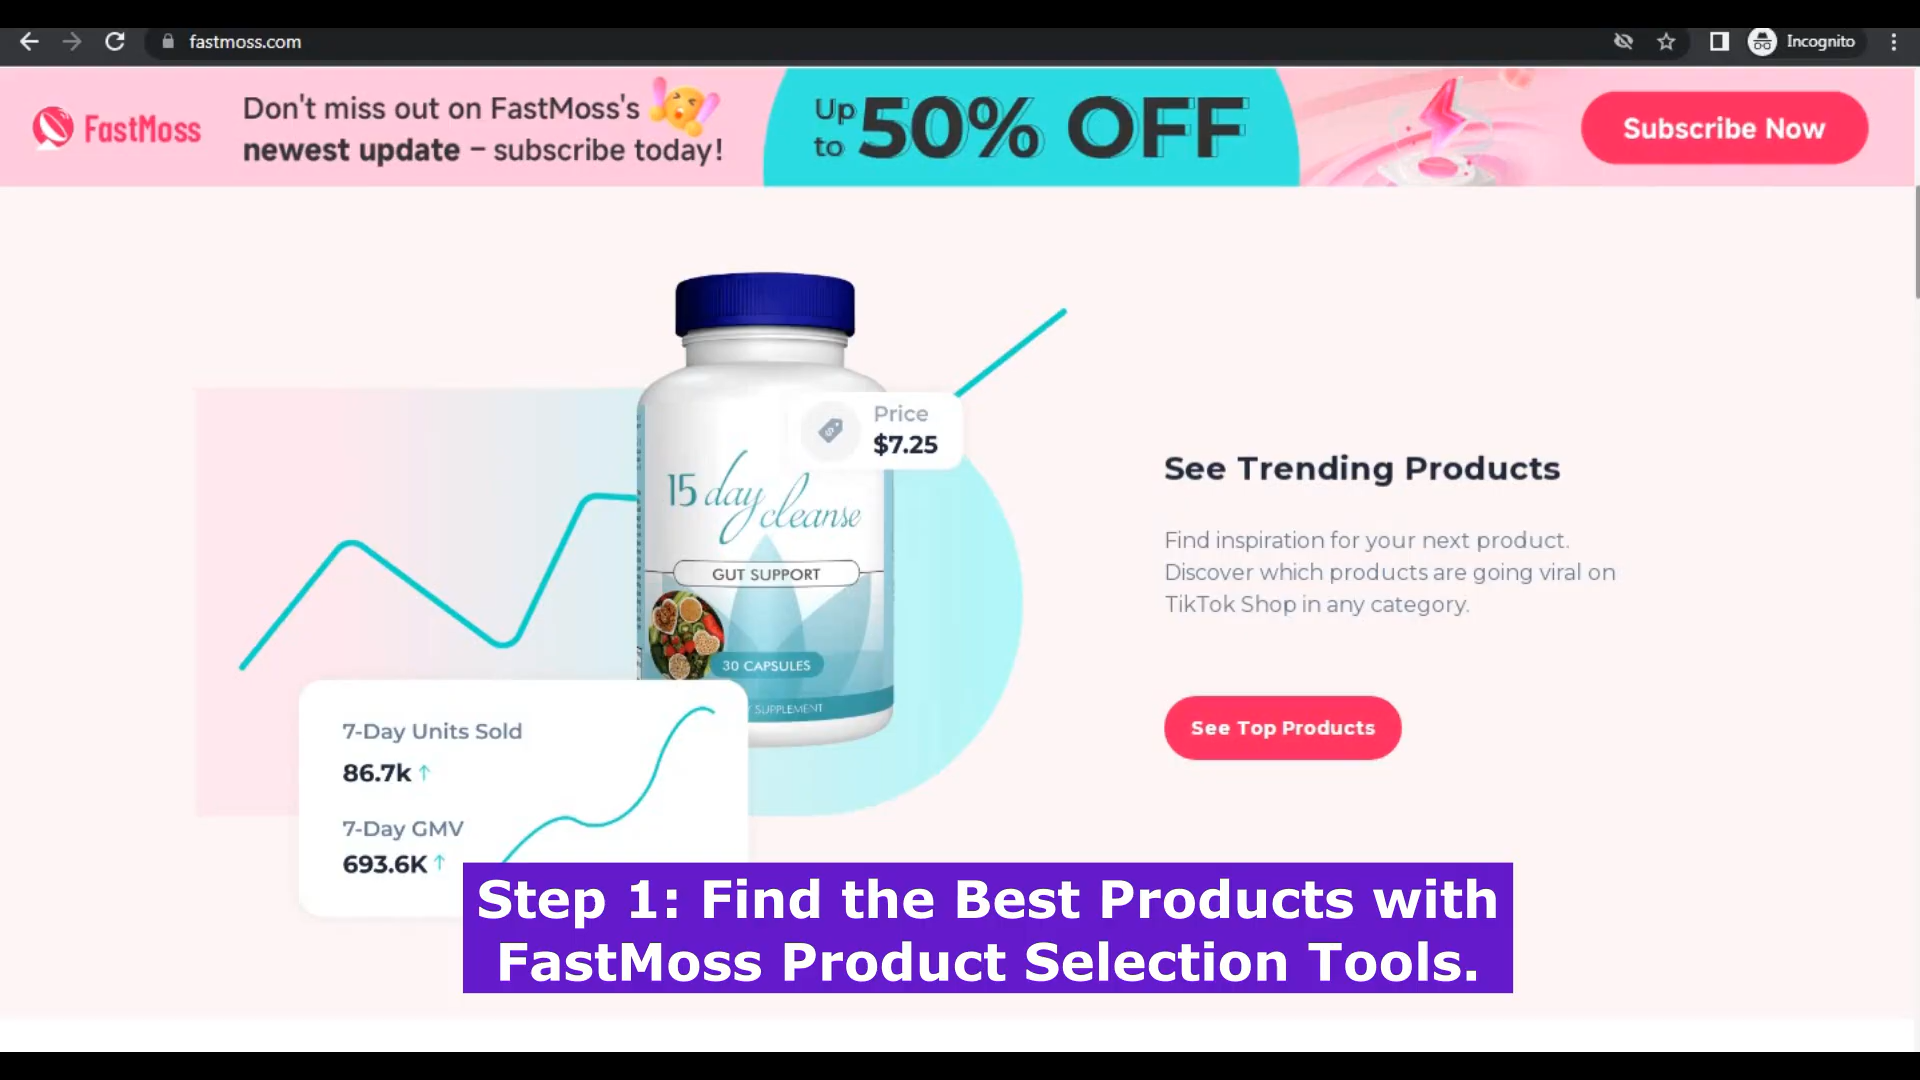 fastmoss.com
Incognito
FastMoss
Don't miss out on FastMoss's
newest update – subscribe today!
Up
to
50% OFF
Subscribe Now
Price
$7.25
15 day
cleanse
GUT SUPPORT
30 CAPSULES
SUPPLEMENT
See Trending Products
Find inspiration for your next product.
Discover which products are going viral on
TikTok Shop in any category.
See Top Products
7-Day Units Sold
86.7k ↑
7-Day GMV
693.6K ↑
Step 1: Find the Best Products with
FastMoss Product Selection Tools.